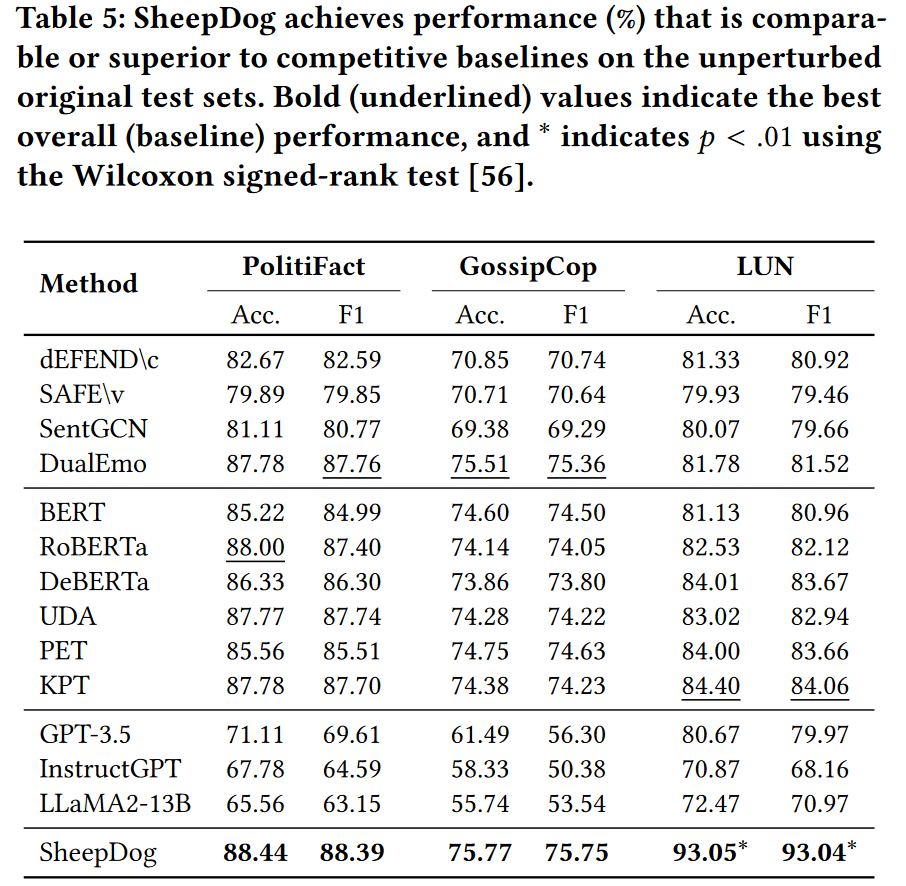 Table 5: SheepDog achieves performance (%) that is compara-
ble or superior to competitive baselines on the unperturbed
original test sets. Bold (underlined) values indicate the best
overall (baseline) performance, and * indicates p < .01 using
the Wilcoxon signed-rank test [56].
Method PolitiFact GossipCop LUN
Acc. F1 Acc. F1 Acc. F1
dEFEND\c 82.67 82.59 70.85 70.74 81.33 80.92
SAFE\v 79.89 79.85 70.71 70.64 79.93 79.46
SentGCN 81.11 80.77 69.38 69.29 80.07 79.66
DualEmo 87.78 87.76 75.51 75.36 81.78 81.52
BERT 85.22 84.99 74.60 74.50 81.13 80.96
RoBERTa 88.00 87.40 74.14 74.05 82.53 82.12
DeBERTa 86.33 86.30 73.86 73.80 84.01 83.67
UDA 87.77 87.74 74.28 74.22 83.02 82.94
PET 85.56 85.51 74.75 74.63 84.00 83.66
KPT 87.78 87.70 74.38 74.23 84.40 84.06
GPT-3.5 71.11 69.61 61.49 56.30 80.67 79.97
InstructGPT 67.78 64.59 58.33 50.38 70.87 68.16
LLaMA2-13B 65.56 63.15 55.74 53.54 72.47 70.97
SheepDog 88.44 88.39 75.77 75.75 93.05* 93.04*